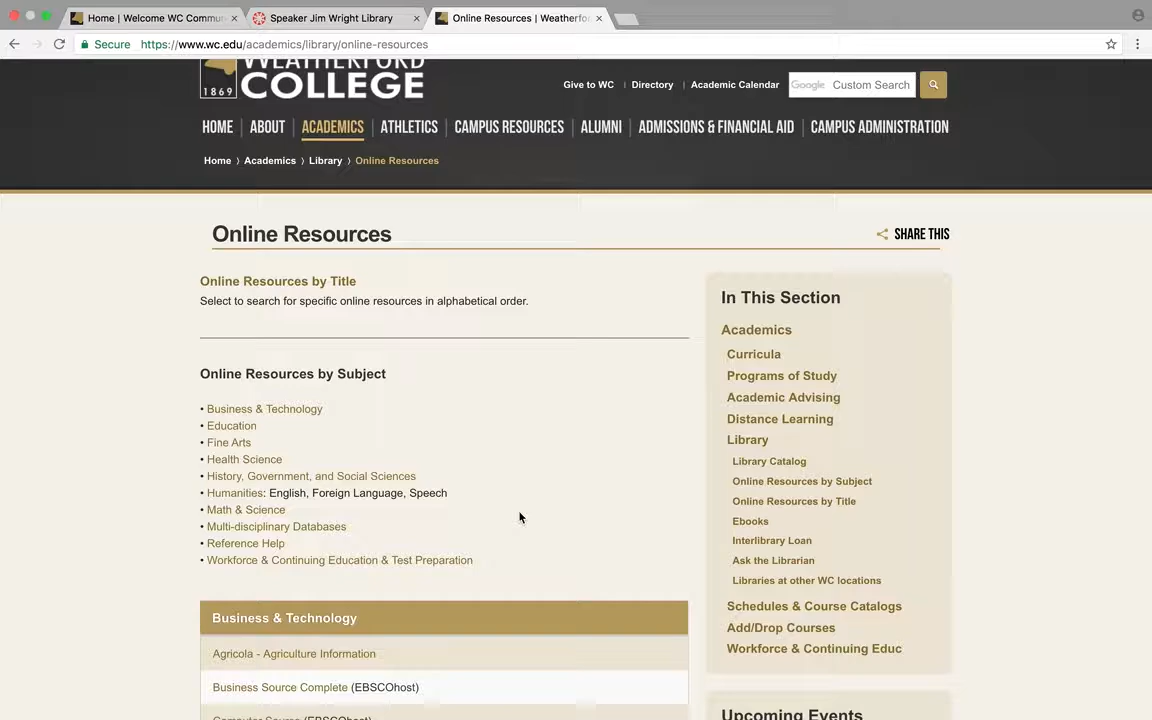 Home | Welcome WC Commun
Speaker Jim Wright Library
Online Resources | Weatherfo
Secure https://www.wc.edu/academics/library/online-resources
WEATHERFORD
COLLEGE
1869
Give to WC | Directory | Academic Calendar
Google Custom Search
HOME | ABOUT | ACADEMICS | ATHLETICS | CAMPUS RESOURCES | ALUMNI | ADMISSIONS & FINANCIAL AID | CAMPUS ADMINISTRATION
Home › Academics › Library › Online Resources
Online Resources
SHARE THIS
Online Resources by Title
Select to search for specific online resources in alphabetical order.
Online Resources by Subject
• Business & Technology
• Education
• Fine Arts
• Health Science
• History, Government, and Social Sciences
• Humanities: English, Foreign Language, Speech
• Math & Science
• Multi-disciplinary Databases
• Reference Help
• Workforce & Continuing Education & Test Preparation
Business & Technology
Agricola - Agriculture Information
Business Source Complete (EBSCOhost)
Computer Source (EBSCOhost)
In This Section
Academics
Curricula
Programs of Study
Academic Advising
Distance Learning
Library
Library Catalog
Online Resources by Subject
Online Resources by Title
Ebooks
Interlibrary Loan
Ask the Librarian
Libraries at other WC locations
Schedules & Course Catalogs
Add/Drop Courses
Workforce & Continuing Educ
Upcoming Events